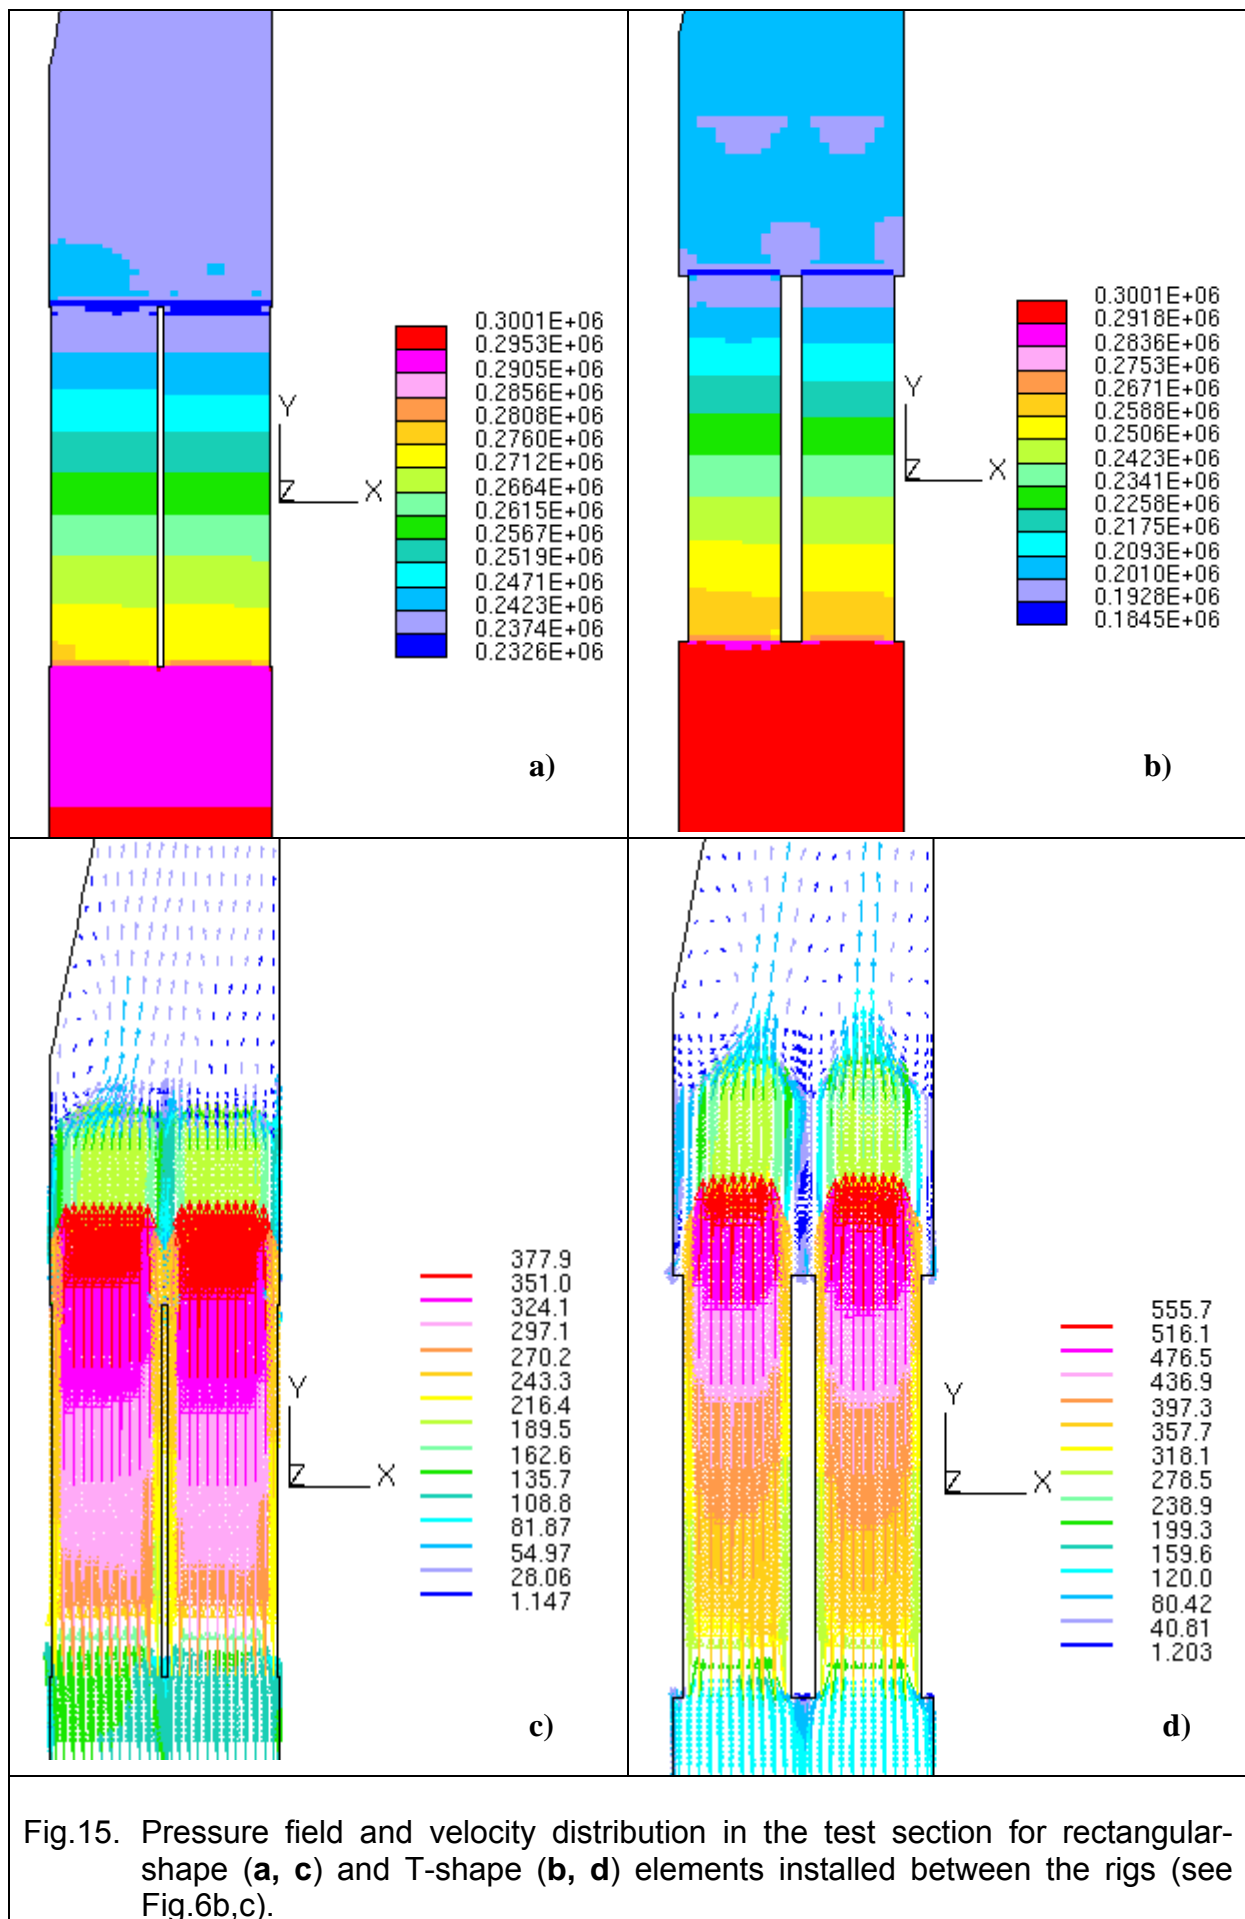 0.3001E+06
0.2953E+06
0.2905E+06
0.2856E+06
0.2808E+06
0.2760E+06
0.2712E+06
0.2664E+06
0.2615E+06
0.2567E+06
0.2519E+06
0.2471E+06
0.2423E+06
0.2374E+06
0.2326E+06
Y
Z X
a)
0.3001E+06
0.2918E+06
0.2836E+06
0.2753E+06
0.2671E+06
0.2588E+06
0.2506E+06
0.2423E+06
0.2341E+06
0.2258E+06
0.2175E+06
0.2093E+06
0.2010E+06
0.1928E+06
0.1845E+06
Y
Z X
b)
377.9
351.0
324.1
297.1
270.2
243.3
216.4
189.5
162.6
135.7
108.8
81.87
54.97
28.06
1.147
Y
Z X
c)
555.7
516.1
476.5
436.9
397.3
357.7
318.1
278.5
238.9
199.3
159.6
120.0
80.42
40.81
1.203
Y
Z X
d)
Fig.15. Pressure field and velocity distribution in the test section for rectangular-
shape (a, c) and T-shape (b, d) elements installed between the rigs (see
Fig.6b,c).